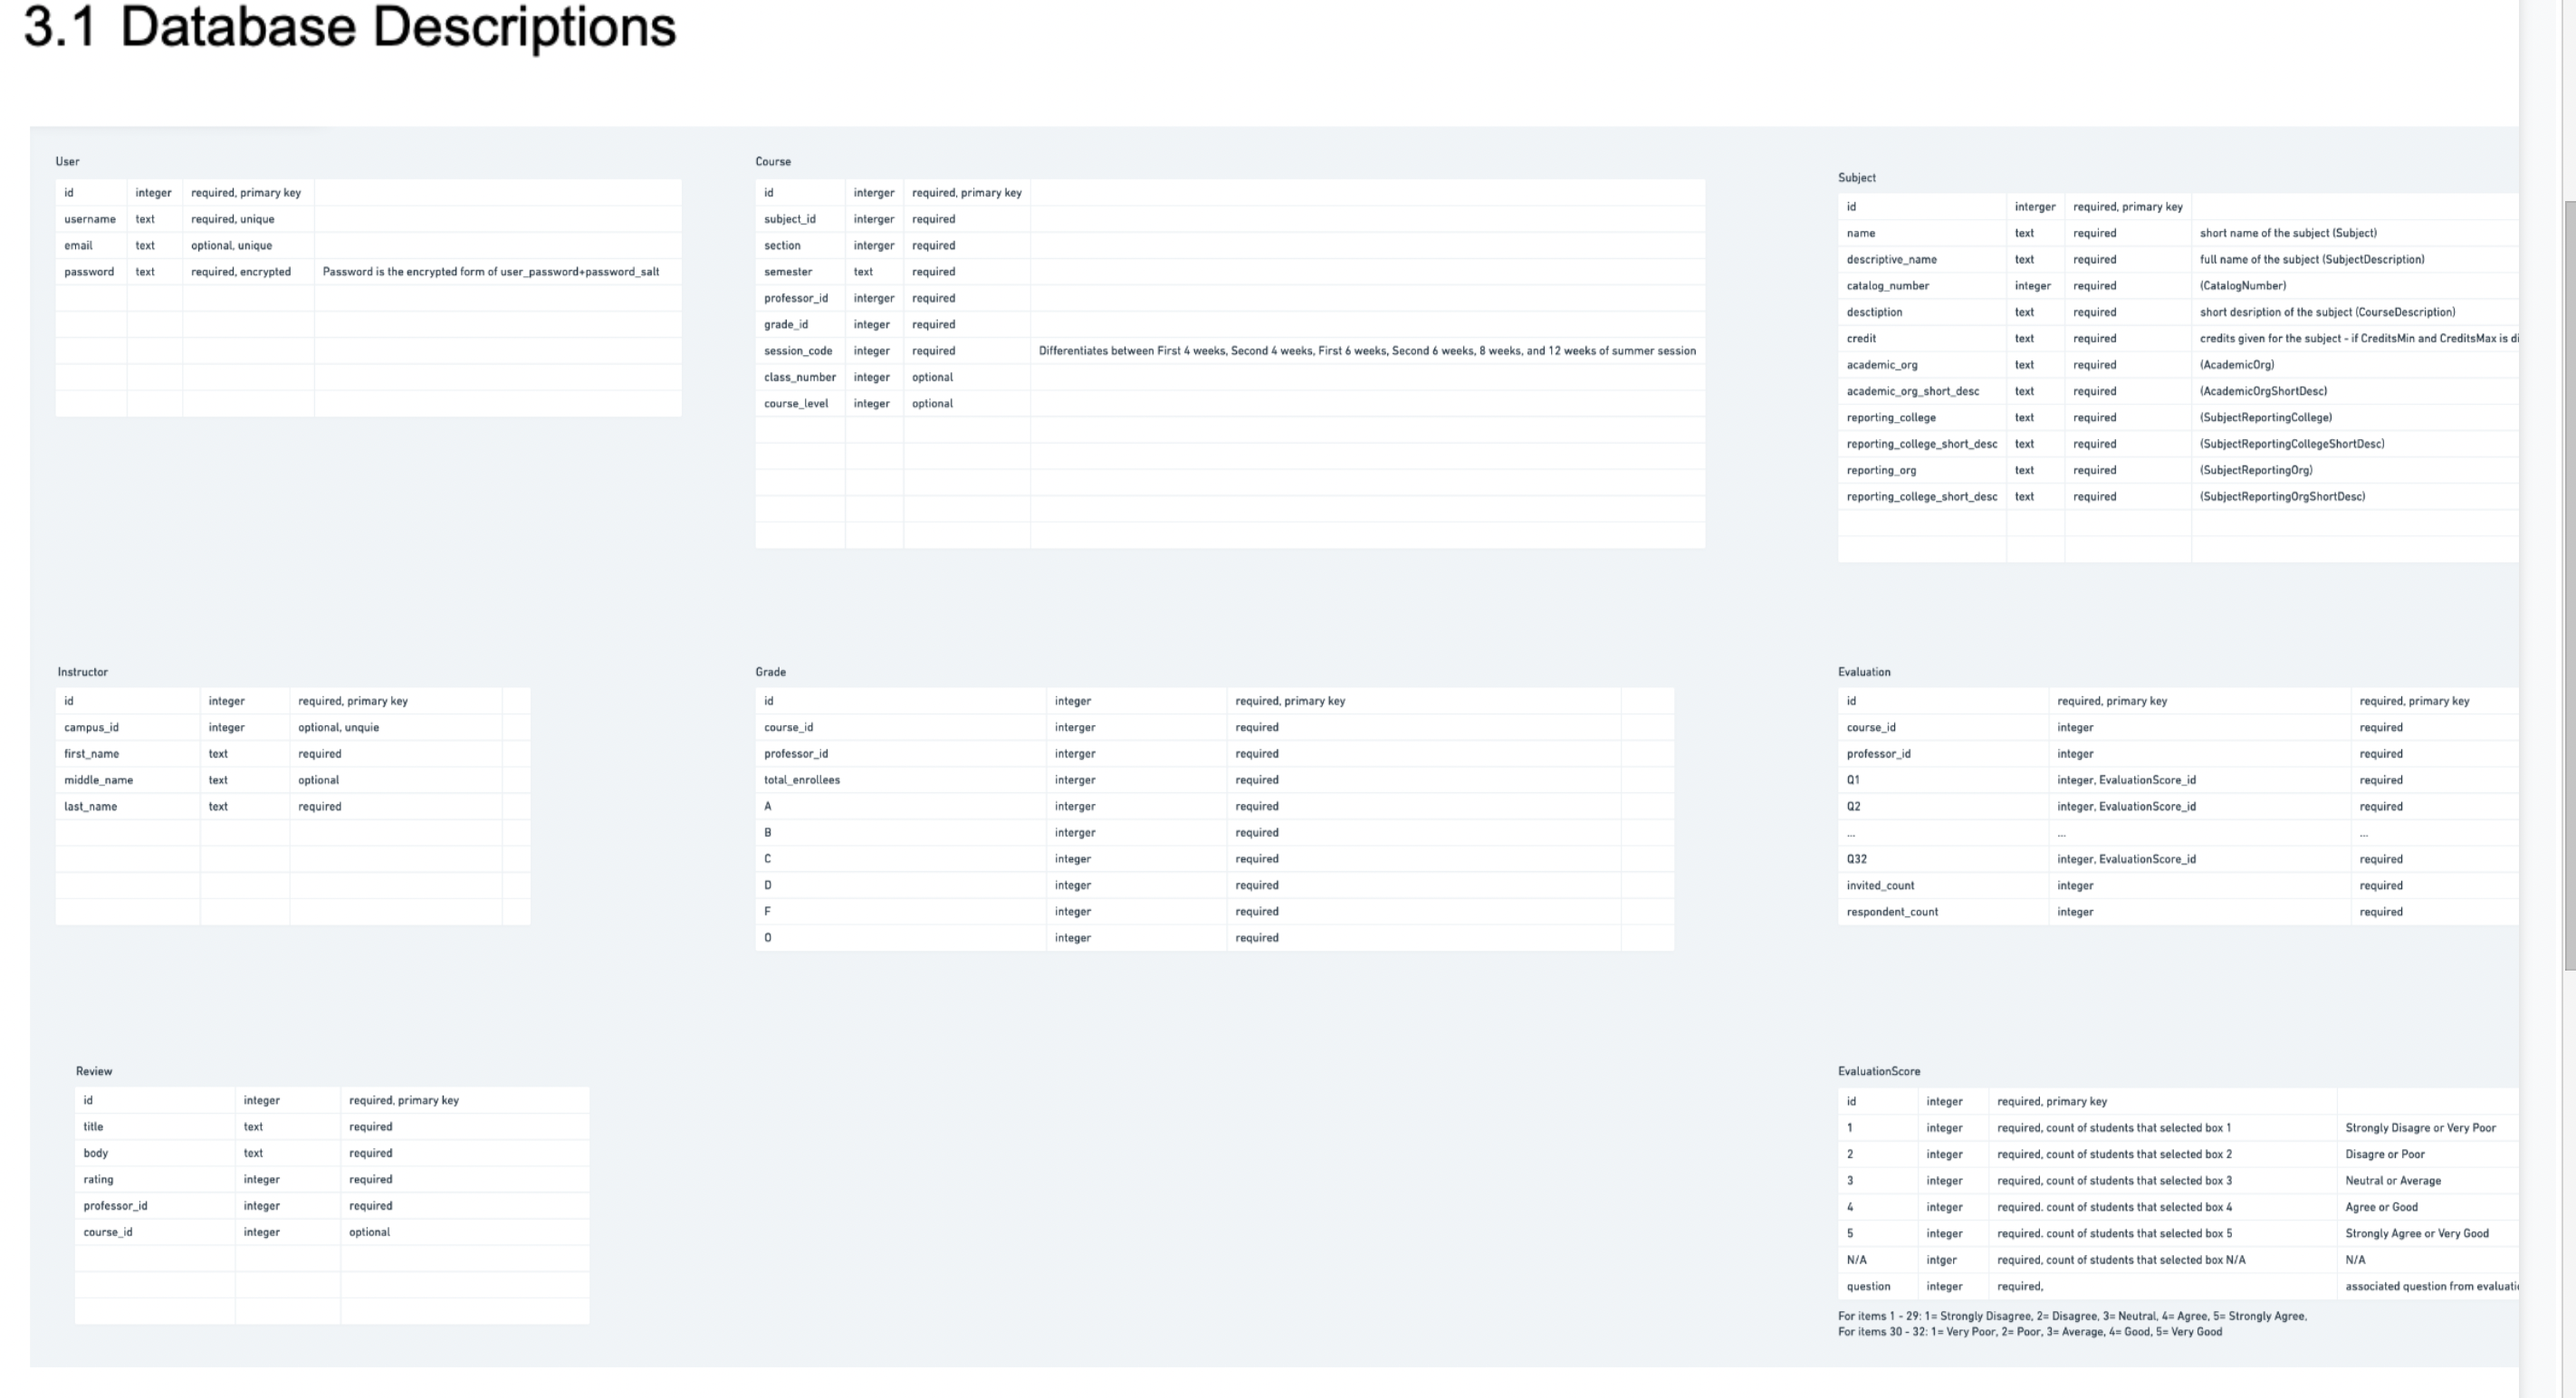 3.1 Database Descriptions
User
id integer required, primary key
username text required, unique
email text optional, unique
password text required, encrypted Password is the encrypted form of user_password+password_salt
Course
id interger required, primary key
subject_id interger required
section interger required
semester text required
professor_id interger required
grade_id integer required
session_code integer required Differentiates between First 4 weeks, Second 4 weeks, First 6 weeks, Second 6 weeks, 8 weeks, and 12 weeks of summer session
class_number integer optional
course_level integer optional
Subject
id interger required, primary key
name text required short name of the subject (Subject)
descriptive_name text required full name of the subject (SubjectDescription)
catalog_number integer required (CatalogNumber)
desctiption text required short desription of the subject (CourseDescription)
credit text required credits given for the subject - if CreditsMin and CreditsMax is di
academic_org text required (AcademicOrg)
academic_org_short_desc text required (AcademicOrgShortDesc)
reporting_college text required (SubjectReportingCollege)
reporting_college_short_desc text required (SubjectReportingCollegeShortDesc)
reporting_org text required (SubjectReportingOrg)
reporting_college_short_desc text required (SubjectReportingOrgShortDesc)
Instructor
id integer required, primary key
campus_id integer optional, unquie
first_name text required
middle_name text optional
last_name text required
Grade
id integer required, primary key
course_id interger required
professor_id interger required
total_enrollees interger required
A interger required
B interger required
C integer required
D integer required
F integer required
O integer required
Evaluation
id required, primary key required, primary key
course_id integer required
professor_id integer required
Q1 integer, EvaluationScore_id required
Q2 integer, EvaluationScore_id required
... ... ...
Q32 integer, EvaluationScore_id required
invited_count integer required
respondent_count integer required
Review
id integer required, primary key
title text required
body text required
rating integer required
professor_id integer required
course_id integer optional
EvaluationScore
id integer required, primary key
1 integer required, count of students that selected box 1 Strongly Disagre or Very Poor
2 integer required, count of students that selected box 2 Disagre or Poor
3 integer required, count of students that selected box 3 Neutral or Average
4 integer required. count of students that selected box 4 Agree or Good
5 integer required. count of students that selected box 5 Strongly Agree or Very Good
N/A intger required, count of students that selected box N/A N/A
question integer required, associated question from evaluati
For items 1 - 29: 1= Strongly Disagree, 2= Disagree, 3= Neutral, 4= Agree, 5= Strongly Agree,
For items 30 - 32: 1= Very Poor, 2= Poor, 3= Average, 4= Good, 5= Very Good